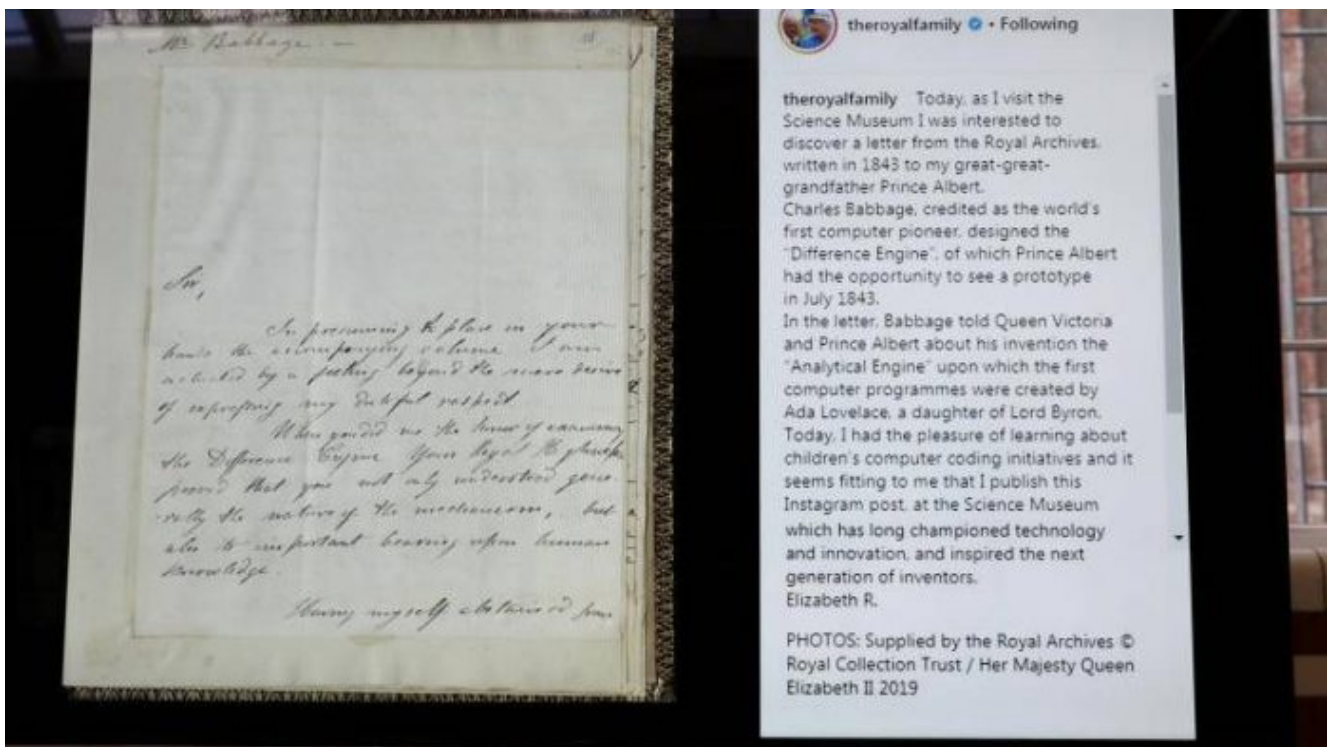 Mr Babbage. —
Sir,
In presuming to place in your
hands the accompanying volume I am
actuated by a feeling beyond the mere desire
of expressing my dutiful respect.
When you did me the honor of examining
the Difference Engine Your Royal Highness
proved that you not only understood gene-
rally the nature of the mechanism, but
also its important bearing upon human
knowledge.
Having myself obtained from
theroyalfamily • Following
theroyalfamily Today, as I visit the
Science Museum I was interested to
discover a letter from the Royal Archives,
written in 1843 to my great-great-
grandfather Prince Albert.
Charles Babbage, credited as the world's
first computer pioneer, designed the
"Difference Engine", of which Prince Albert
had the opportunity to see a prototype
in July 1843.
In the letter, Babbage told Queen Victoria
and Prince Albert about his invention the
"Analytical Engine" upon which the first
computer programmes were created by
Ada Lovelace, a daughter of Lord Byron.
Today, I had the pleasure of learning about
children's computer coding initiatives and it
seems fitting to me that I publish this
Instagram post, at the Science Museum
which has long championed technology
and innovation, and inspired the next
generation of inventors.
Elizabeth R.
PHOTOS: Supplied by the Royal Archives ©
Royal Collection Trust / Her Majesty Queen
Elizabeth II 2019